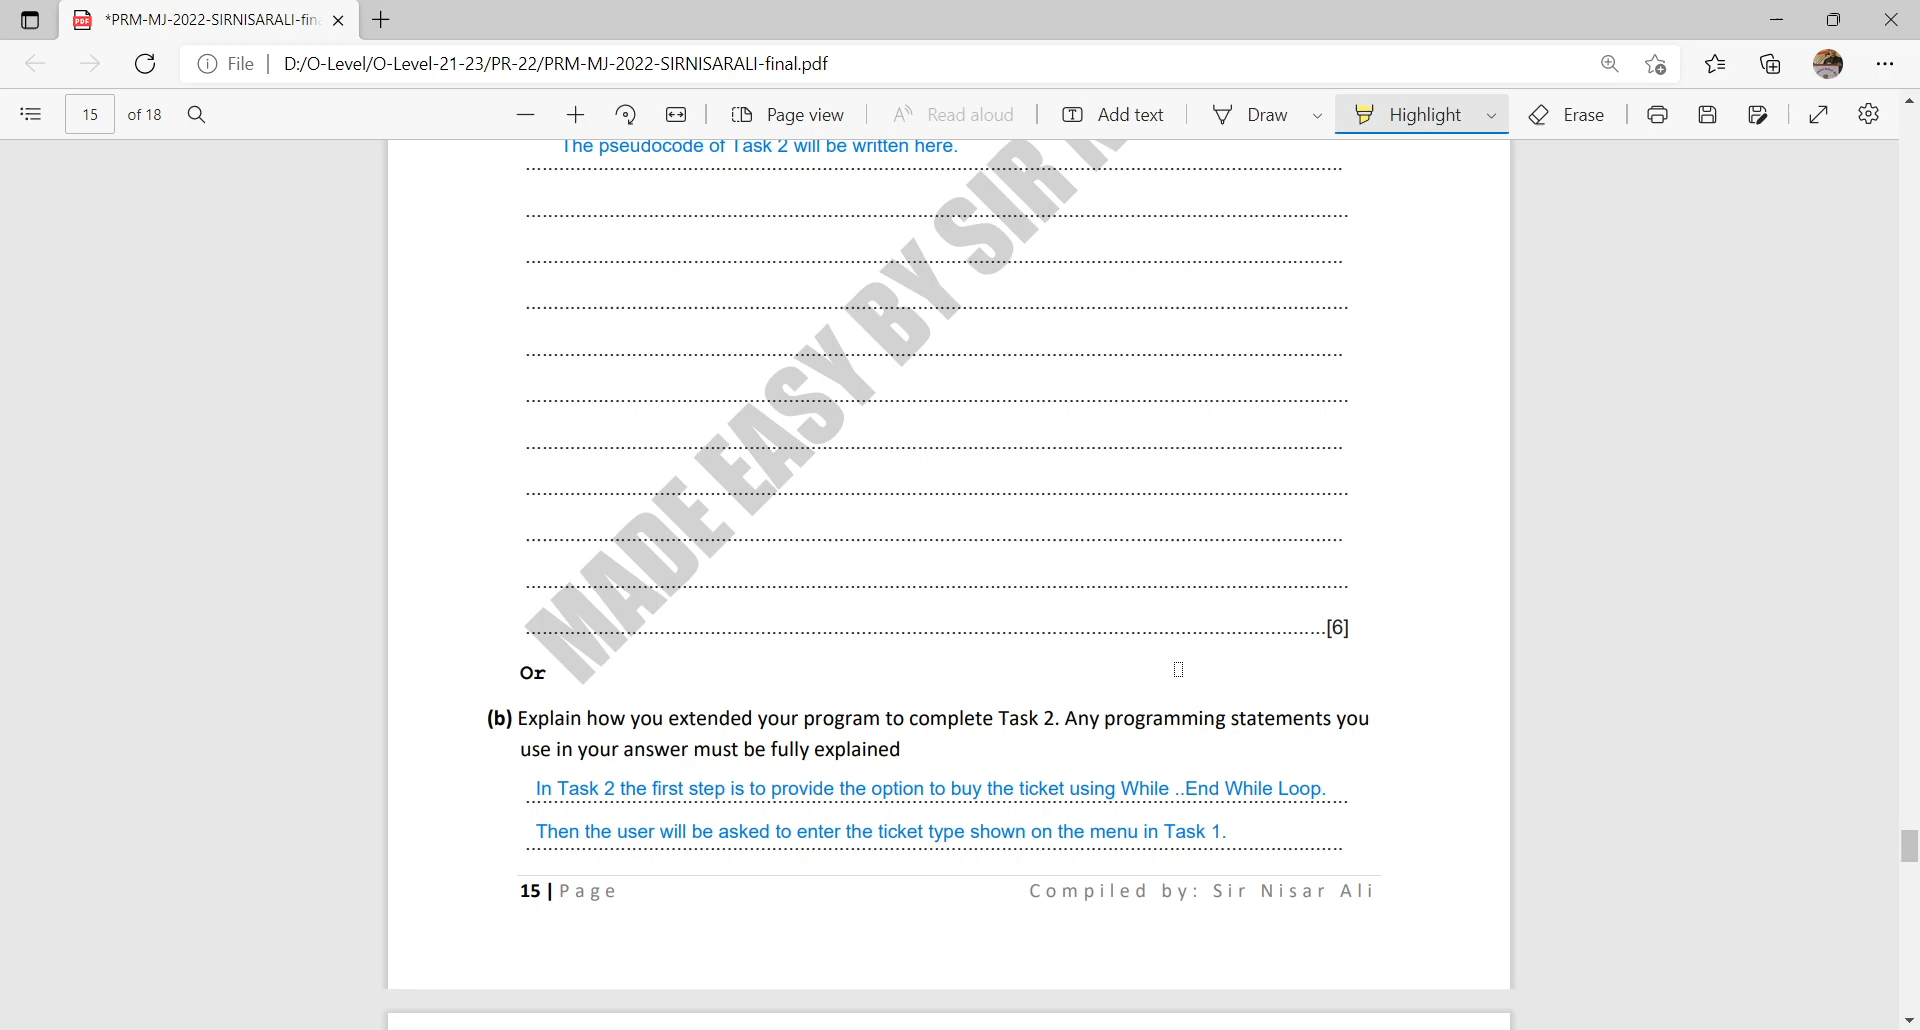 *PRM-MJ-2022-SIRNISARALI-fin
File D:/O-Level/O-Level-21-23/PR-22/PRM-MJ-2022-SIRNISARALI-final.pdf
15 of 18 Page view Read aloud Add text Draw Highlight Erase
The pseudocode of Task 2 will be written here.
MADE EASY BY SIR
[6]
Or
(b) Explain how you extended your program to complete Task 2. Any programming statements you
use in your answer must be fully explained
In Task 2 the first step is to provide the option to buy the ticket using While ..End While Loop.
Then the user will be asked to enter the ticket type shown on the menu in Task 1.
15 | Page Compiled by: Sir Nisar Ali